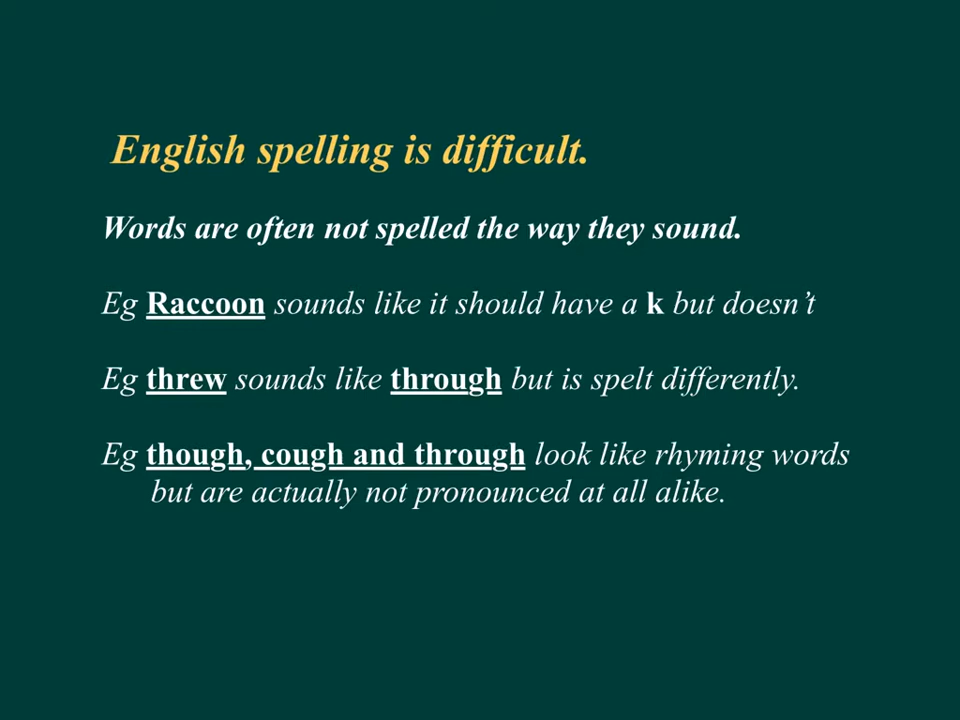 English spelling is difficult.
Words are often not spelled the way they sound.
Eg Raccoon sounds like it should have a k but doesn’t
Eg threw sounds like through but is spelt differently.
Eg though, cough and through look like rhyming words
but are actually not pronounced at all alike.